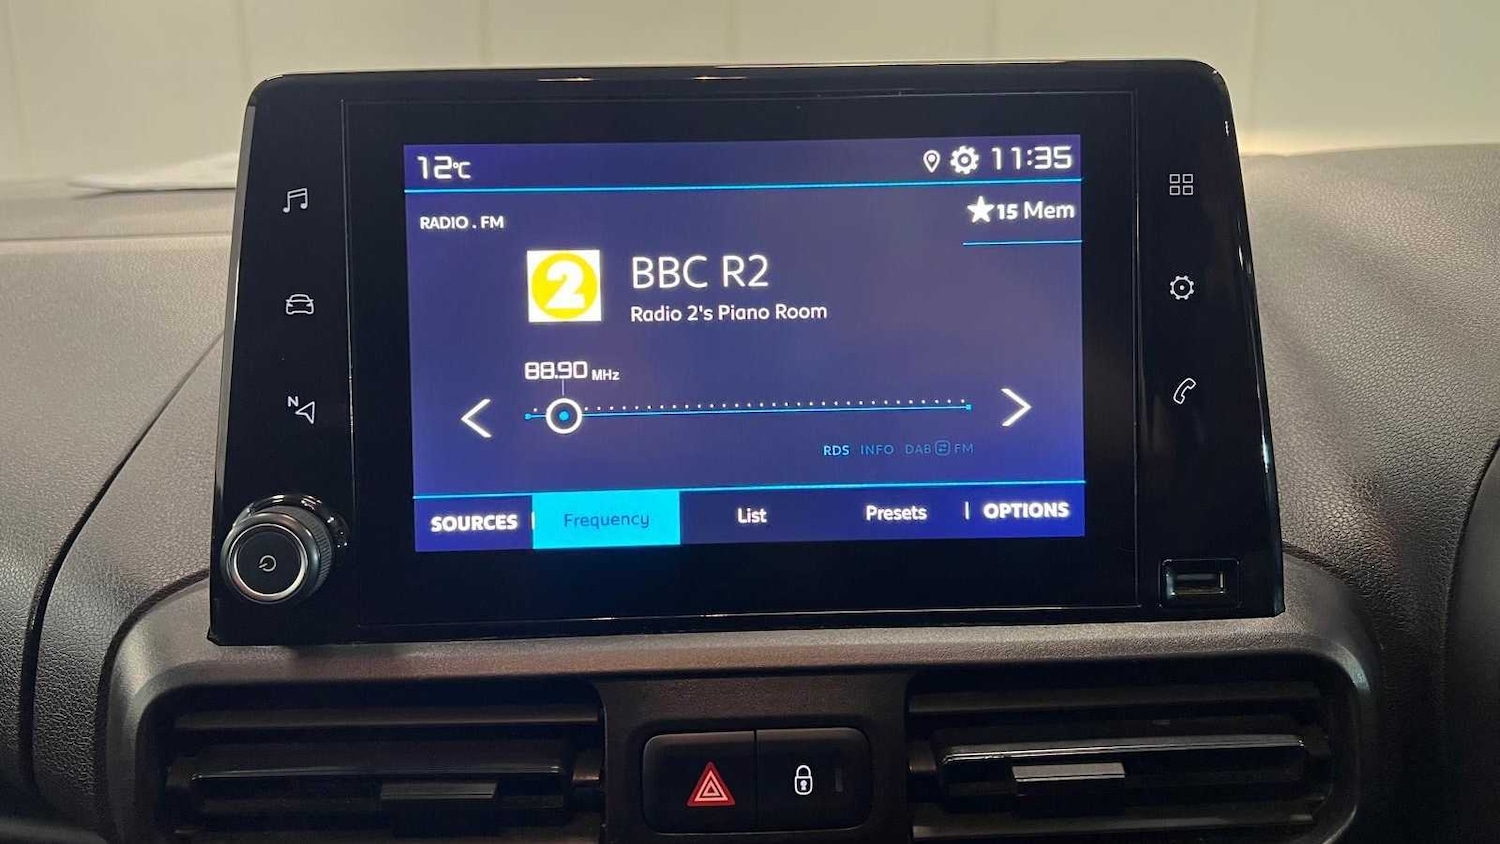 12°C
11:35
RADIO . FM
★15 Mem
2
BBC R2
Radio 2's Piano Room
88.90 MHz
N
RDS INFO DAB FM
SOURCES Frequency List Presets OPTIONS